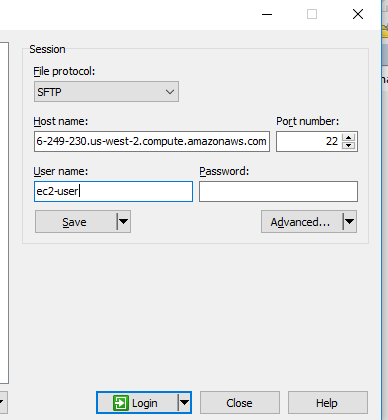 Session
File protocol:
SFTP
Host name:
Port number:
6-249-230.us-west-2.compute.amazonaws.com
22
User name:
Password:
ec2-user
Save
Advanced...
Login
Close
Help